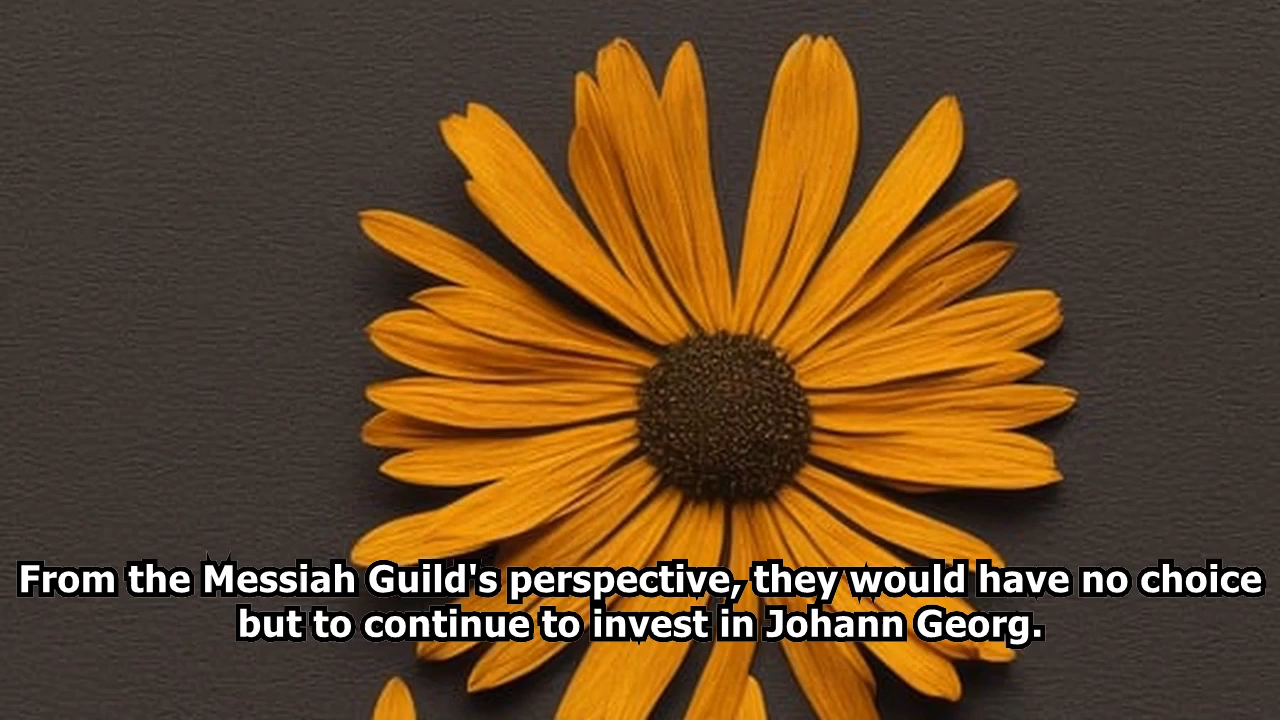 From the Messiah Guild's perspective, they would have no choice
but to continue to invest in Johann Georg.